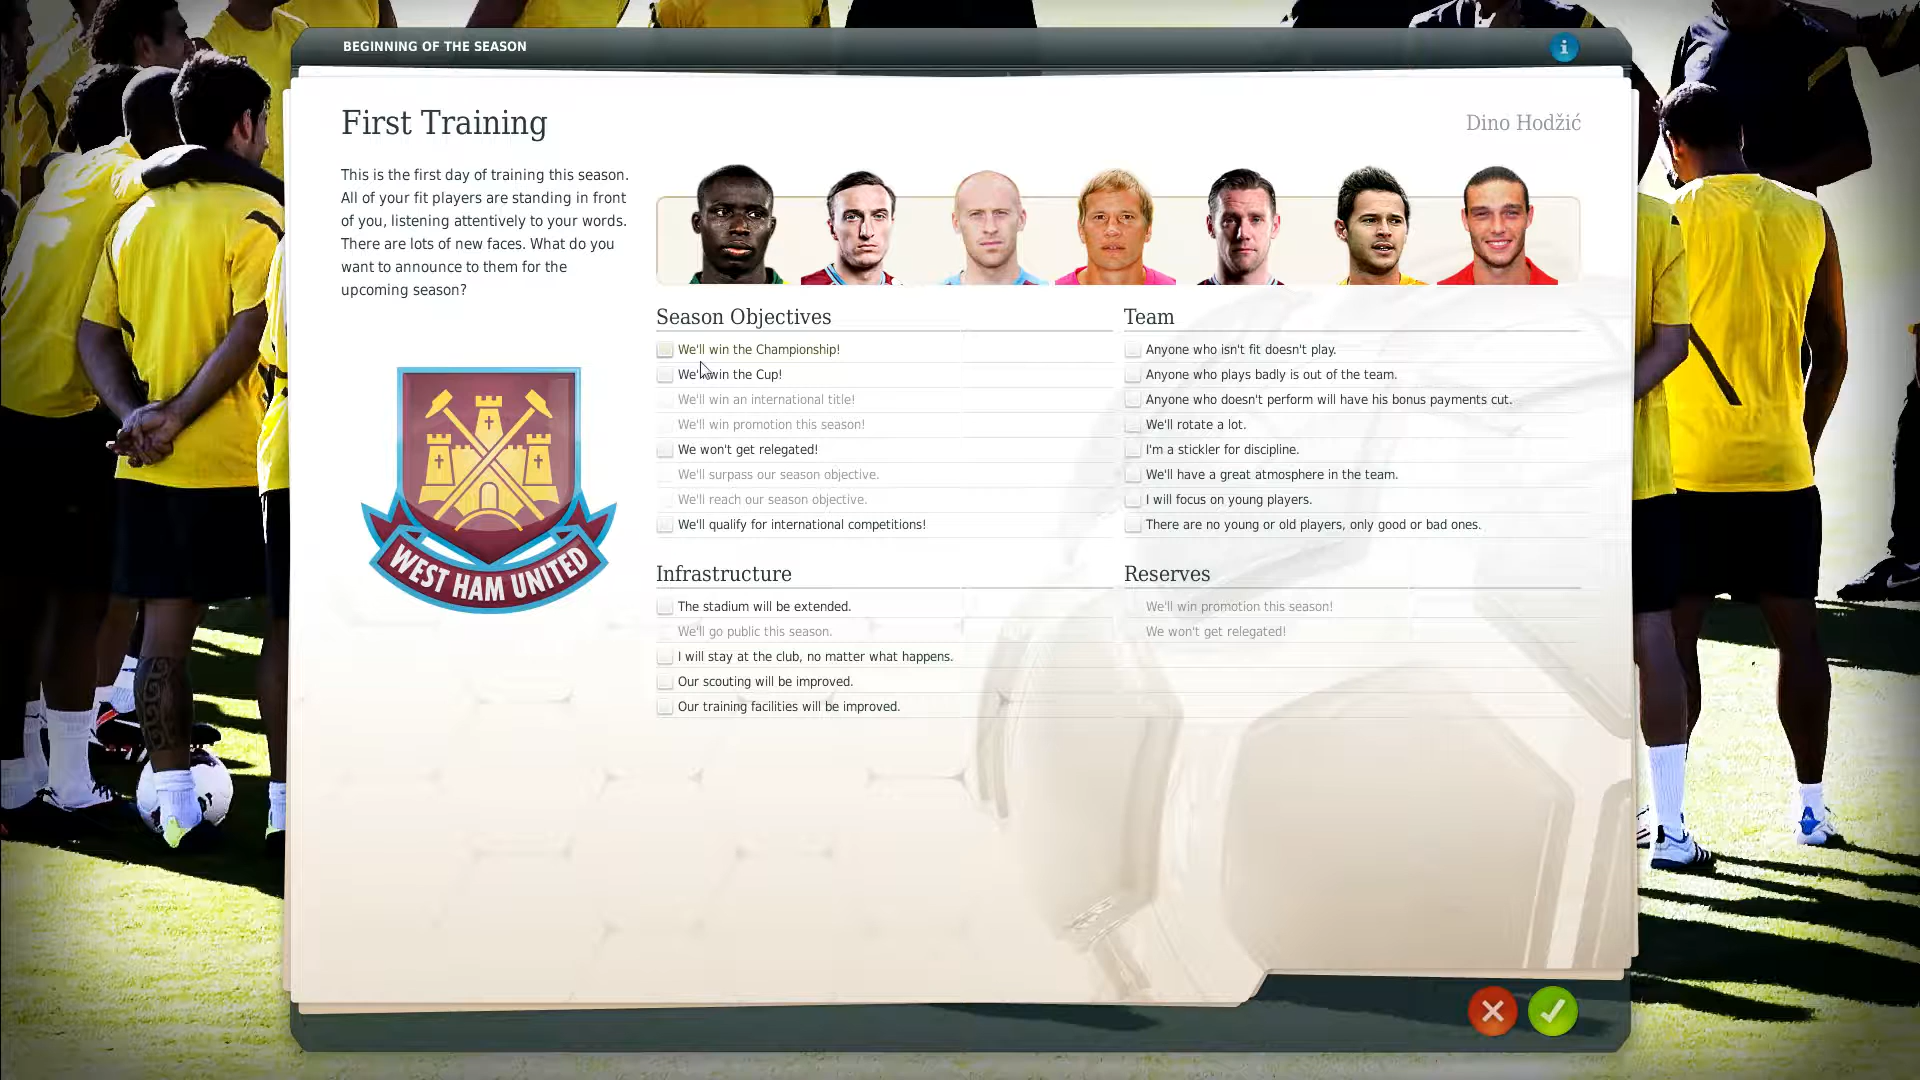 BEGINNING OF THE SEASON
i
First Training
Dino Hodžić
This is the first day of training this season.
All of your fit players are standing in front
of you, listening attentively to your words.
There are lots of new faces. What do you
want to announce to them for the
upcoming season?
WEST HAM UNITED
Season Objectives
We'll win the Championship!
We'll win the Cup!
We'll win an international title!
We'll win promotion this season!
We won't get relegated!
We'll surpass our season objective.
We'll reach our season objective.
We'll qualify for international competitions!
Team
Anyone who isn't fit doesn't play.
Anyone who plays badly is out of the team.
Anyone who doesn't perform will have his bonus payments cut.
We'll rotate a lot.
I'm a stickler for discipline.
We'll have a great atmosphere in the team.
I will focus on young players.
There are no young or old players, only good or bad ones.
Infrastructure
The stadium will be extended.
We'll go public this season.
I will stay at the club, no matter what happens.
Our scouting will be improved.
Our training facilities will be improved.
Reserves
We'll win promotion this season!
We won't get relegated!